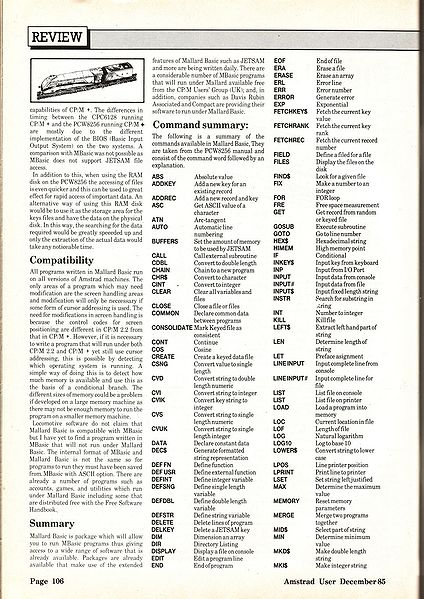 REVIEW
capabilities of CP/M +. The differences in
timing between the CPC6128 running
CP/M + and the PCW8256 running CP/M +
are mostly due to the different
implementation of the BIOS (Basic Input
Output System) on the two systems. A
comparison with MBasic was not possible as
MBasic does not support JETSAM file
access.
In addition to this, when using the RAM
disk on the PCW8256 the accessing of files
is even quicker and this can be used to great
effect for rapid access of important data. An
alternative way of using this RAM disk
would be to use it as the storage area for the
keys files and have the data on the physical
disk. In this way, the searching for the data
required would be greatly speeded up and
only the extraction of the actual data would
take any noticeable time.
Compatibility
All programs written in Mallard Basic run
on all versions of Amstrad machines. The
only areas of a program which may need
modification are the screen handling areas
and modification will only be necessary if
some form of cursor addressing is used. The
need for modifications in screen handling is
because the control codes for screen
positioning are different in CP/M 2.2 from
that in CP/M +. However, if it is necessary
to write a program that will run under both
CP/M 2.2 and CP/M + yet still use cursor
addressing, this is possible by detecting
which operating system is running. A
simple way of doing this is to detect how
much memory is available and use this as
the basis of a conditional branch. The
different sizes of memory could be a problem
if developed on a large memory machine as
there may not be enough memory to run the
program on a smaller memory machine.
Locomotive software do not claim that
Mallard Basic is compatible with MBasic
but I have yet to find a program written in
MBasic that will not run under Mallard
Basic. The internal format of MBasic and
Mallard Basic is not the same so for
programs to run they must have been saved
from MBasic with ASCII option. There are
already a number of programs such as
accounts, games, and utilities which run
under Mallard Basic including some that
are distributed free with the Free Software
Handbook.
Summary
Mallard Basic is package which will allow
you to run MBasic programs thus giving
access to a wide range of software that is
already available. Packages are already
available that make use of the extended
features of Mallard Basic such as JETSAM
and more are being written daily. There are
a considerable number of MBasic programs
that will run under Mallard available free
from the CP/M Users' Group (UK); and, in
addition, companies such as Davis Rubin
Associated and Compact are providing their
software to run under Mallard Basic.
Command summary:
The following is a summary of the
commands available in Mallard Basic, They
are taken from the PCW8256 manual and
consist of the command word followed by an
explanation.
ABS Absolute value
ADDKEY Add a new key for an
existing record
ADDREC Add a new record and key
ASC Get ASCII value of a
character
ATN Arc-tangent
AUTO Automatic line
numbering
BUFFERS Set the amount of memory
to be used by JETSAM
CALL Call external subroutine
CDBL Convert to double length
CHAIN Chain to a new program
CHR$ Convert to character
CINT Convert to integer
CLEAR Clear all variables and
files
CLOSE Close a file or files
COMMON Declare common data
between programs
CONSOLIDATE Mark Keyed file as
consistent
CONT Continue
COS Cosine
CREATE Create a keyed data file
CSNG Convert value to single
length
CVD Convert string to double
length numeric
CVI Convert string to integer
CVIK Convert key string to
integer
CVS Convert string to single
length numeric
CVUK Convert string to single
length integer
DATA Declare constant data
DEC$ Generate formatted
string representation
DEF FN Define function
DEF USR Define external function
DEFINT Define integer variable
DEFSNG Define single length
variable
DEFDBL Define double length
variable
DEFSTR Define string variable
DELETE Delete lines of program
DELKEY Delete a JETSAM key
DIM Dimension an array
DIR Directory Listing
DISPLAY Display a file on console
EDIT Edit a line
END End of program
EOF End of file
ERA Erase a file
ERASE Erase an array
ERL Error line
ERR Error number
ERROR Generate error
EXP Exponential
FETCHKEY$ Fetch the current key
value
FETCHRANK Fetch the current key
rank
FETCHREC Fetch the current record
number
FIELD Define a filed for a file
FILES Display the files on the
disk
FIND$ Look for a given file
FIX Make a number to an
integer
FOR FOR loop
FRE Free space measurement
GET Get record from random
or keyed file
GOSUB Execute subroutine
GOTO Go to line number
HEX$ Hexadecimal string
HIMEM High memory point
IF Conditional
INKEY$ Input key from keyboard
INP Input from I/O Port
INPUT Input data from console
INPUT# Input data from file
INPUT$ Input fixed length string
INSTR Search for substring in
string
INT Number to integer
KILL Kill file
LEFT$ Extract left hand part of
string
LEN Determine length of
string
LET Preface assignment
LINE INPUT Input complete line from
console
LINE INPUT# Input complete line for
file
LIST List file on console
LLIST List file on printer
LOAD Load a program into
memory
LOC Current location in file
LOF Length of file
LOG Natural logarithm
LOG10 Log to base 10
LOWER$ Convert string to lower
case
LPOS Line printer position
LPRINT Print line to printer
LSET Set string left justified
MAX Determine the maximum
value
MEMORY Reset memory
parameters
MERGE Merge two programs
together
MID$ Select part of string
MIN Determine minimum
value
MKD$ Make double length
string
MKI$ Make integer string
Page 106
Amstrad User December 85